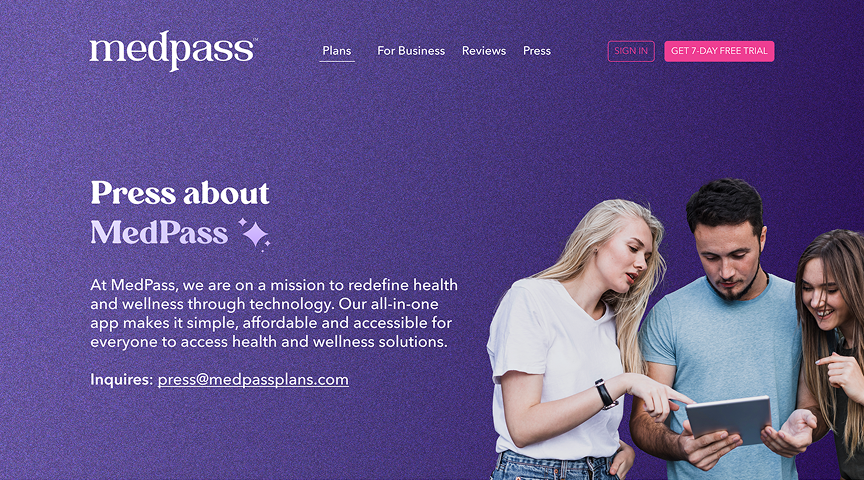 medpass™
Plans
For Business
Reviews
Press
SIGN IN
GET 7-DAY FREE TRIAL
Press about
MedPass
At MedPass, we are on a mission to redefine health
and wellness through technology. Our all-in-one
app makes it simple, affordable and accessible for
everyone to access health and wellness solutions.
Inquires: press@medpassplans.com